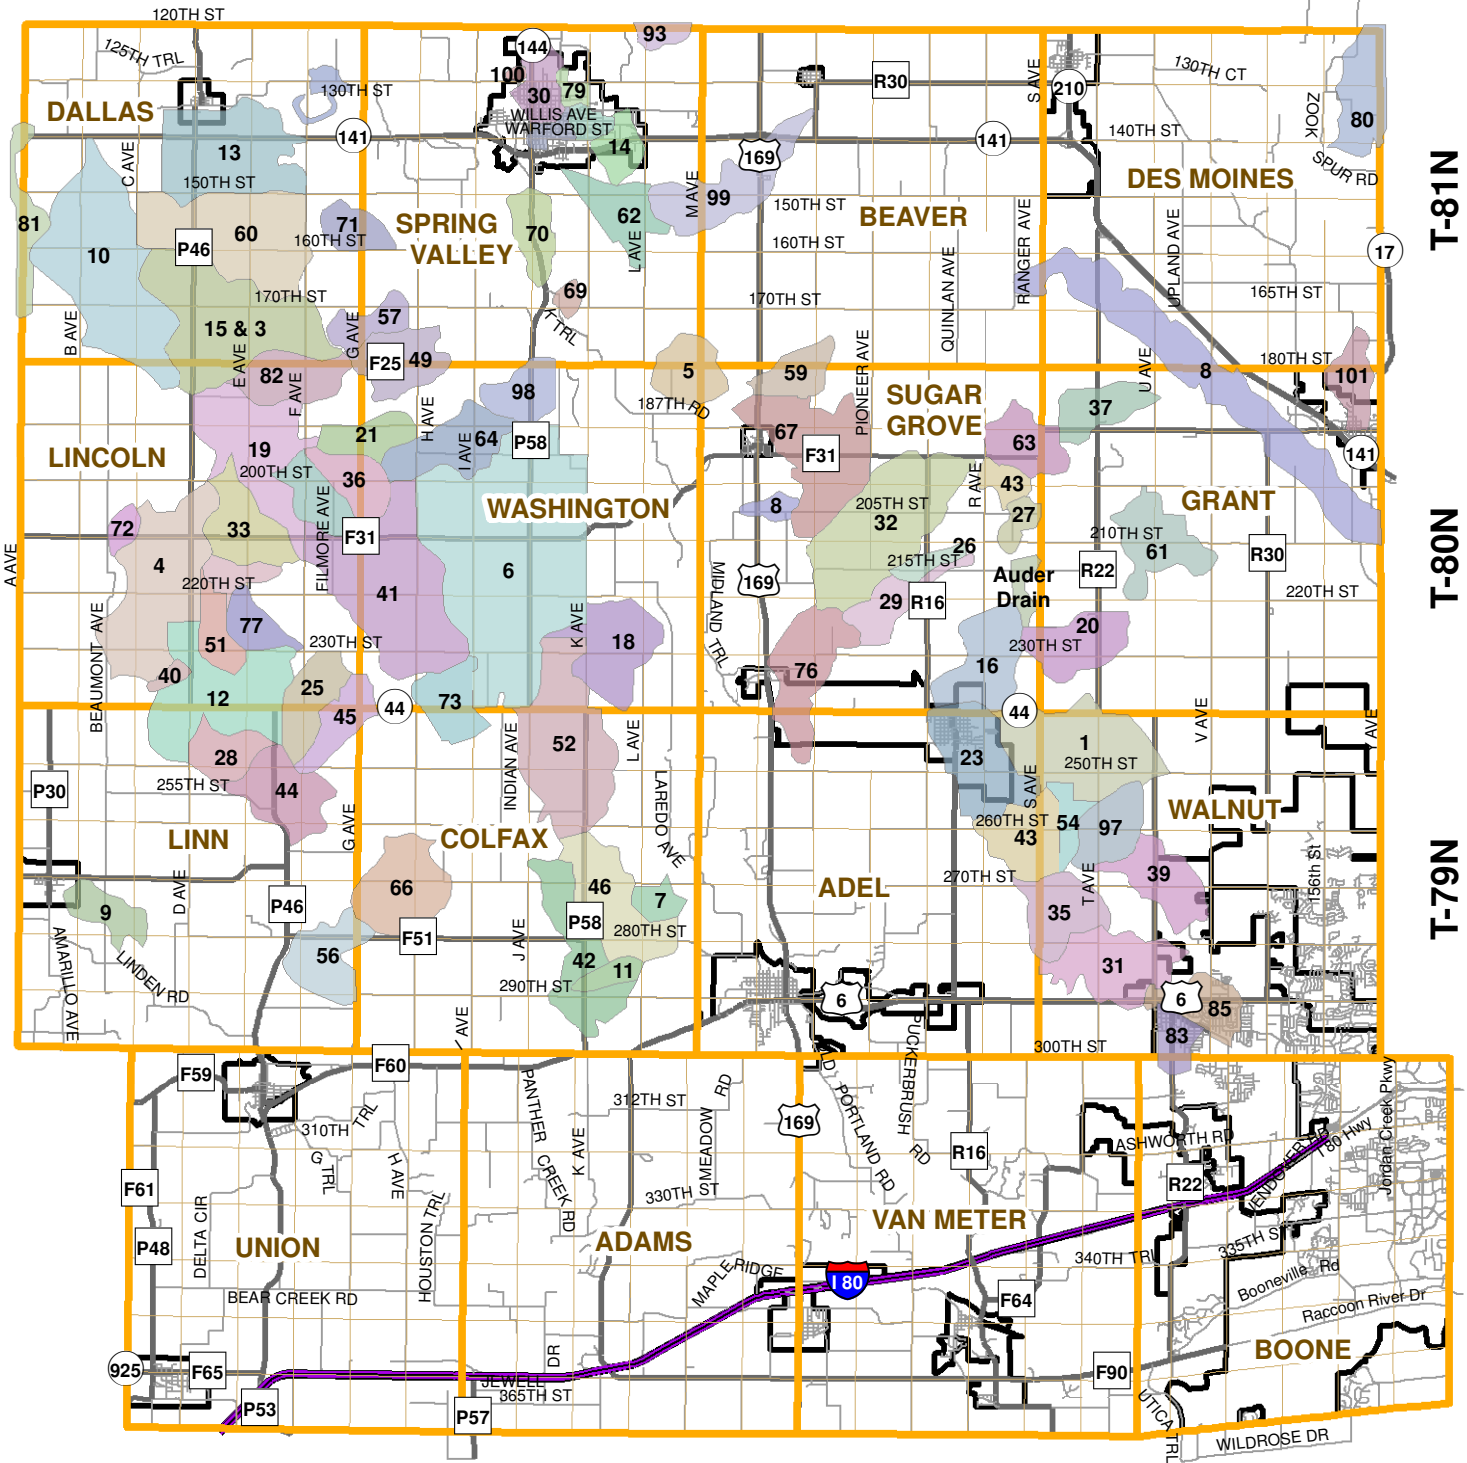 120TH ST
125TH TRL
DALLAS
130TH ST
144
93
100
30
79
WILLIS AVE
WARFORD ST
14
R30
S AVE
210
130TH CT
ZOOK
80
SPUR RD
141
13
C AVE
150TH ST
169
141
140TH ST
DES MOINES
T-81N
81
10
P46
60
71
160TH ST
SPRING
VALLEY
70
62
L AVE
M AVE
99
150TH ST
BEAVER
160TH ST
QUINLAN AVE
RANGER AVE
UPLAND AVE
17
165TH ST
170TH ST
170TH ST
15 & 3
57
G AVE
69
B AVE
E AVE
82
F AVE
F25
49
98
5
187TH RD
59
PIONEER AVE
SUGAR
GROVE
U AVE
8
180TH ST
101
37
H AVE
I AVE
64
P58
21
19
LINCOLN
200TH ST
36
67
F31
63
R AVE
43
27
141
GRANT
WASHINGTON
72
33
FILMORE AVE
F31
8
205TH ST
32
26
215TH ST
210TH ST
61
R30
R22
T-80N
A AVE
4
6
220TH ST
41
169
MIDLAND
TRL
29
R16
Auder
Drain
220TH ST
BEAUMONT AVE
51
77
230TH ST
K AVE
18
20
230TH ST
16
76
40
12
25
45
44
73
44
V AVE
Y AVE
28
255TH ST
44
INDIAN AVE
52
L AVE
23
1
250TH ST
S AVE
P30
LINN
G AVE
COLFAX
LAREDO AVE
260TH ST
43
54
97
WALNUT
156th St
T-79N
ADEL
270TH ST
T AVE
39
66
46
7
D AVE
P46
9
P58
280TH ST
35
F51
J AVE
AMARILLO AVE
LINDEN RD
56
42
11
290TH ST
31
6
6
85
83
300TH ST
F59
F60
PUCKERBRUSH
RD
PORTLAND RD
PANTHER CREEK RD
312TH ST
MEADOW
RD
169
310TH
TRL
G TRL
H AVE
K AVE
R16
ASHWORTH RD
I 80 Hwy
Jordan Creek Pkwy
F61
R22
330TH ST
HOUSTON TRL
DELTA CIR
P48
UNION
ADAMS
VAN METER
340TH TRL
335TH ST
Booneville Rd
MAPLE RIDGE
I 80
BEAR CREEK RD
F64
Raccoon River Dr
DR
BOONE
925
F65
JEWELL
365TH ST
F90
P53
P57
UTICA TRL
WILDROSE DR